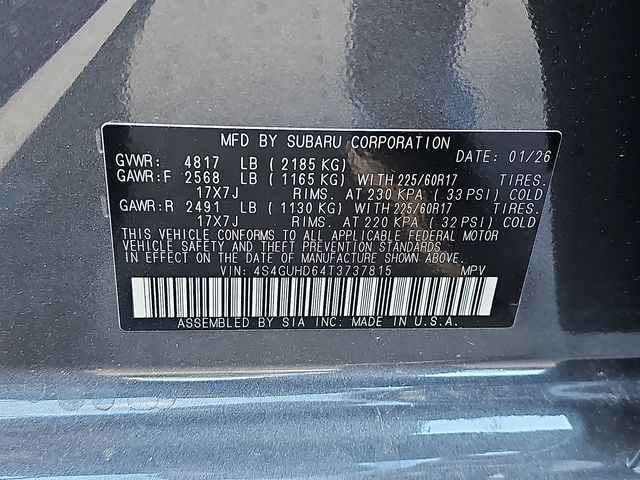 MFD BY SUBARU CORPORATION
GVWR: 4817 LB (2185 KG) DATE: 01/26
GAWR:F 2568 LB (1165 KG) WITH 225/60R17 TIRES.
17X7J RIMS. AT 230 KPA (33 PSI) COLD
GAWR:R 2491 LB (1130 KG) WITH 225/60R17 TIRES.
17X7J RIMS. AT 220 KPA (32 PSI) COLD
THIS VEHICLE CONFORMS TO ALL APPLICABLE FEDERAL MOTOR
VEHICLE SAFETY AND THEFT PREVENTION STANDARDS
IN EFFECT ON THE DATE OF MANUFACTURE SHOWN ABOVE.
VIN: 4S4GUHD64T3737815 MPV
ASSEMBLED BY SIA INC. MADE IN U.S.A.